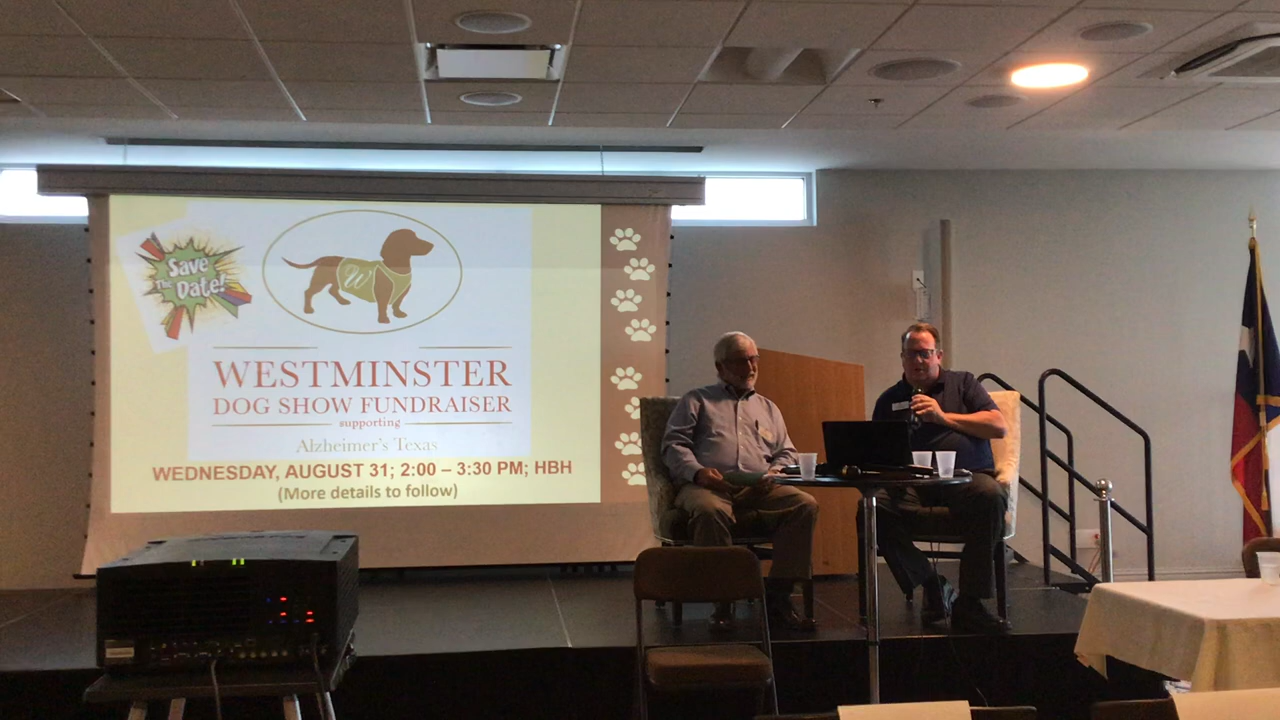 Save
The Date!
W
WESTMINSTER
DOG SHOW FUNDRAISER
supporting
Alzheimer's Texas
WEDNESDAY, AUGUST 31; 2:00 – 3:30 PM; HBH
(More details to follow)